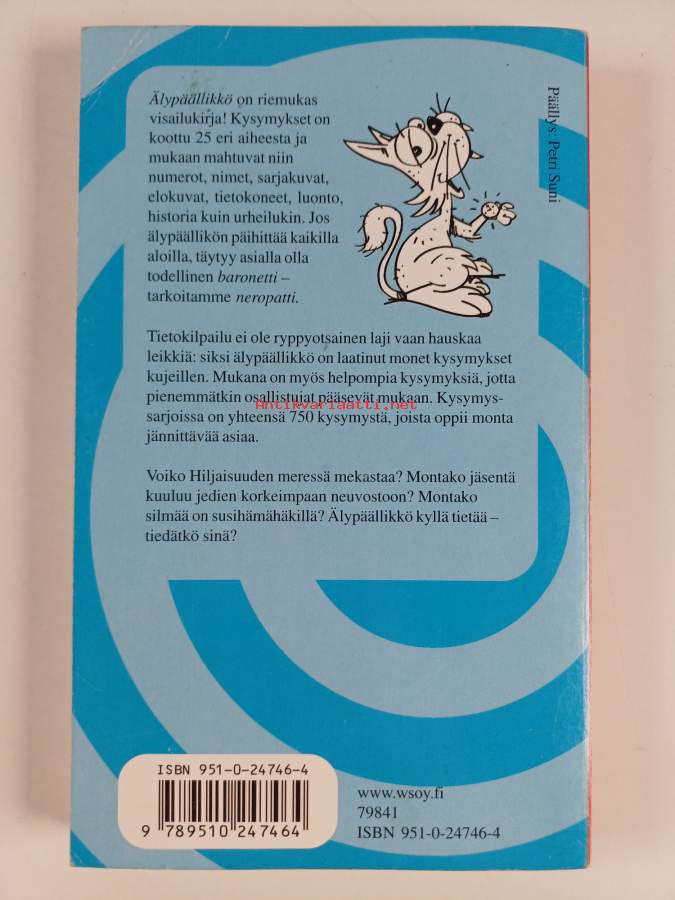 Älypäällikkö on riemukas
visailukirja! Kysymykset on
koottu 25 eri aiheesta ja
mukaan mahtuvat niin
numerot, nimet, sarjakuvat,
elokuvat, tietokoneet, luonto,
historia kuin urheilukin. Jos
älypäällikön päihittää kaikilla
aloilla, täytyy asialla olla
todellinen baronetti –
tarkoitamme neropatti.
Päällys: Petri Suni
Tietokilpailu ei ole ryppyotsainen laji vaan hauskaa
leikkiä: siksi älypäällikkö on laatinut monet kysymykset
kujeillen. Mukana on myös helpompia kysymyksiä, jotta
pienemmätkin osallistujat pääsevät mukaan. Kysymys-
Antikvariaatti.net
sarjoissa on yhteensä 750 kysymystä, joista oppii monta
jännittävää asiaa.
Voiko Hiljaisuuden meressä mekastaa? Montako jäsentä
kuuluu jedien korkeimpaan neuvostoon? Montako
silmää on susihämähäkillä? Älypäällikkö kyllä tietää –
tiedätkö sinä?
ISBN 951-0-24746-4
9 789510 247464
www.wsoy.fi
79841
ISBN 951-0-24746-4